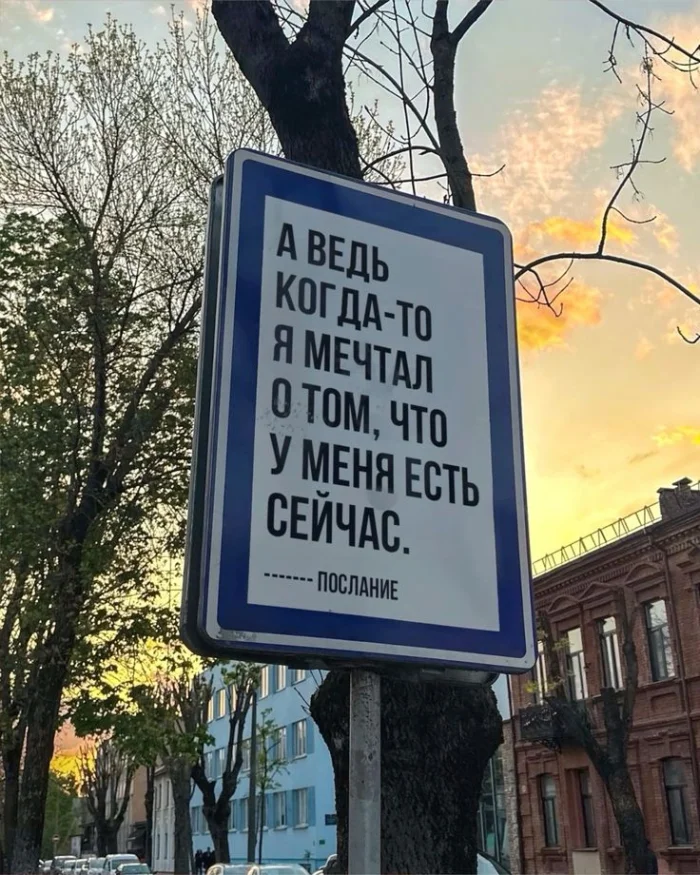 А ВЕДЬ
КОГДА-ТО
Я МЕЧТАЛ
О ТОМ, ЧТО
У МЕНЯ ЕСТЬ
СЕЙЧАС.
------- ПОСЛАНИЕ